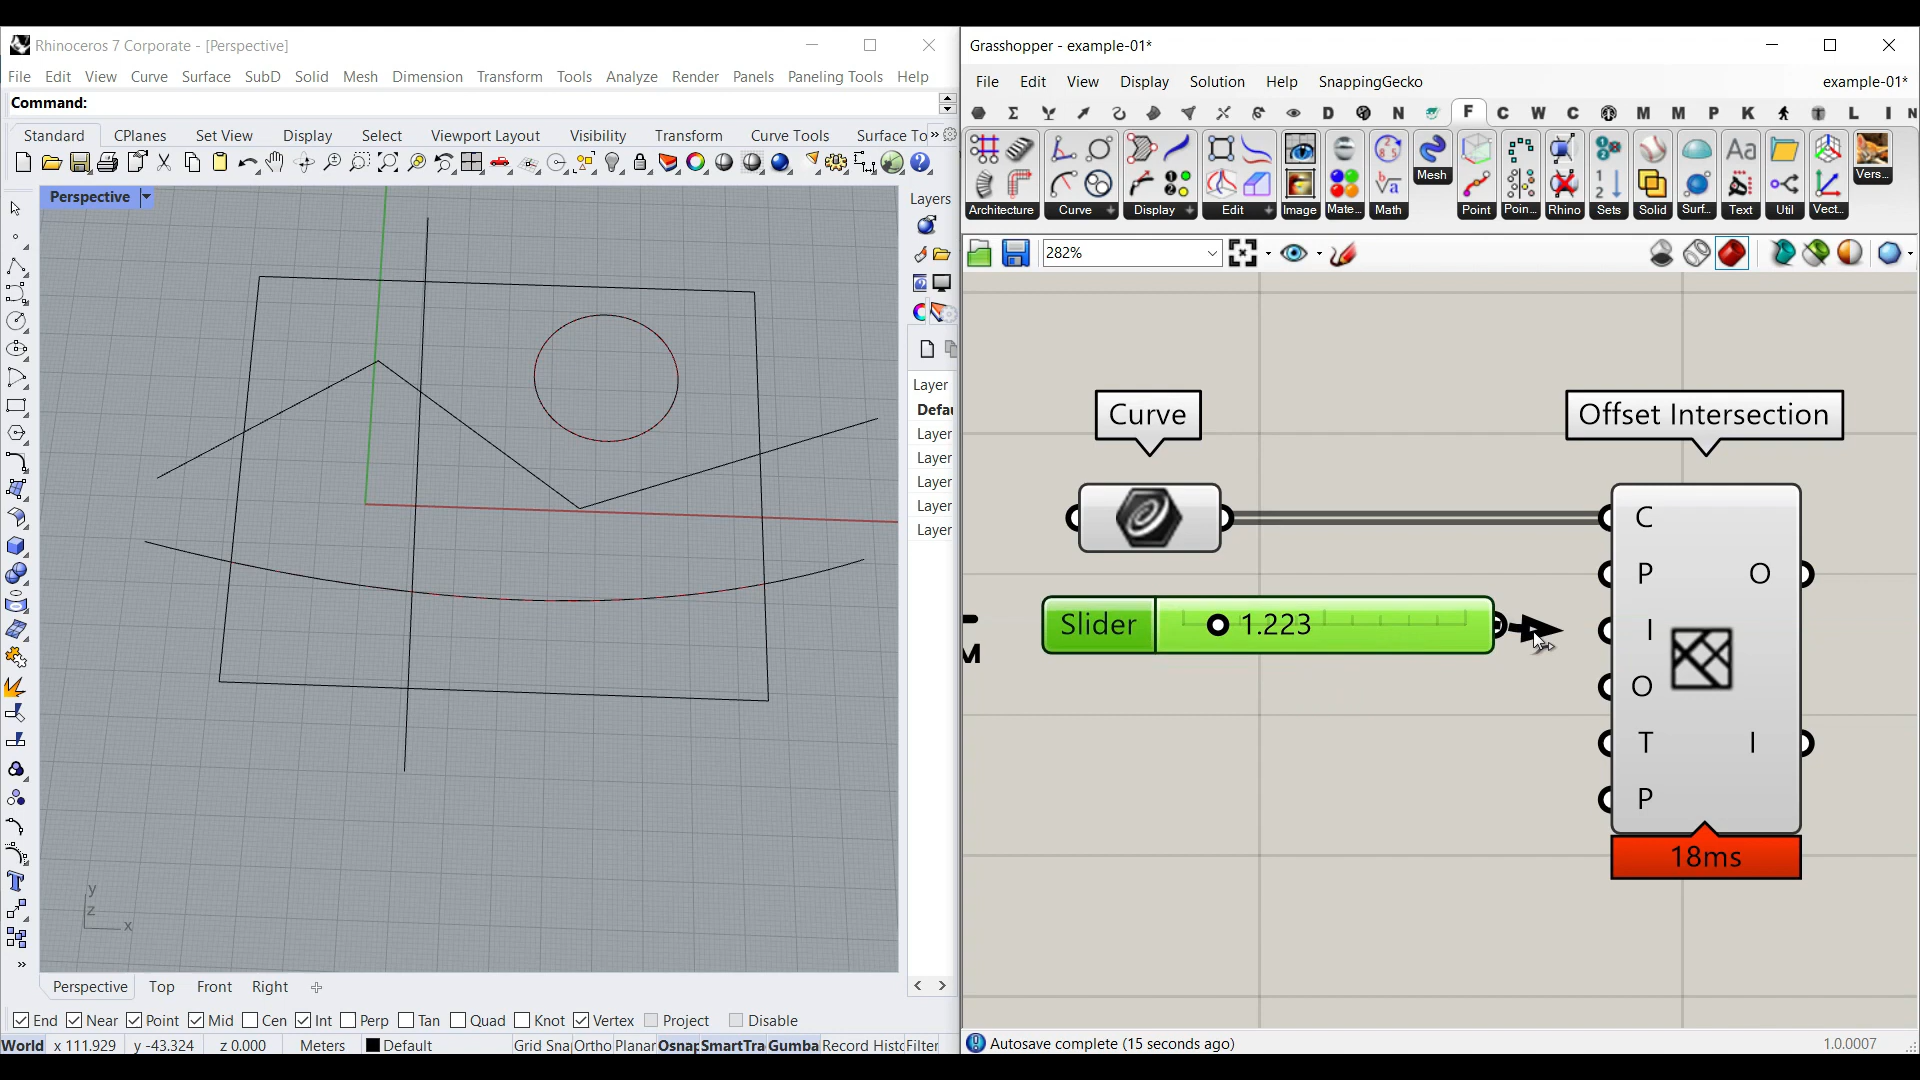 Rhinoceros 7 Corporate - [Perspective]
File Edit View Curve Surface SubD Solid Mesh Dimension Transform Tools Analyze Render Panels Paneling Tools Help
Command:
Standard CPlanes Set View Display Select Viewport Layout Visibility Transform Curve Tools Surface To »
Perspective
Layers
Layer
Defau
Layer
Layer
Layer
Layer
Layer
y
z
x
Perspective Top Front Right
End Near Point Mid Cen Int Perp Tan Quad Knot Vertex Project Disable
World x 111.929 y -43.324 z 0.000 Meters Default Grid Sna Ortho Planar Osnap SmartTra Gumba Record Histo Filter
Grasshopper - example-01*
File Edit View Display Solution Help SnappingGecko example-01*
D N F C W C M M P K L I N
Architecture Curve Display Edit Image Mate... Math Mesh Point Poin... Rhino Sets Solid Surf... Text Util Vect... Vers...
282%
Curve
Offset Intersection
C
P
O
I
O
T
I
P
Slider 1.223
M
18ms
Autosave complete (15 seconds ago)
1.0.0007